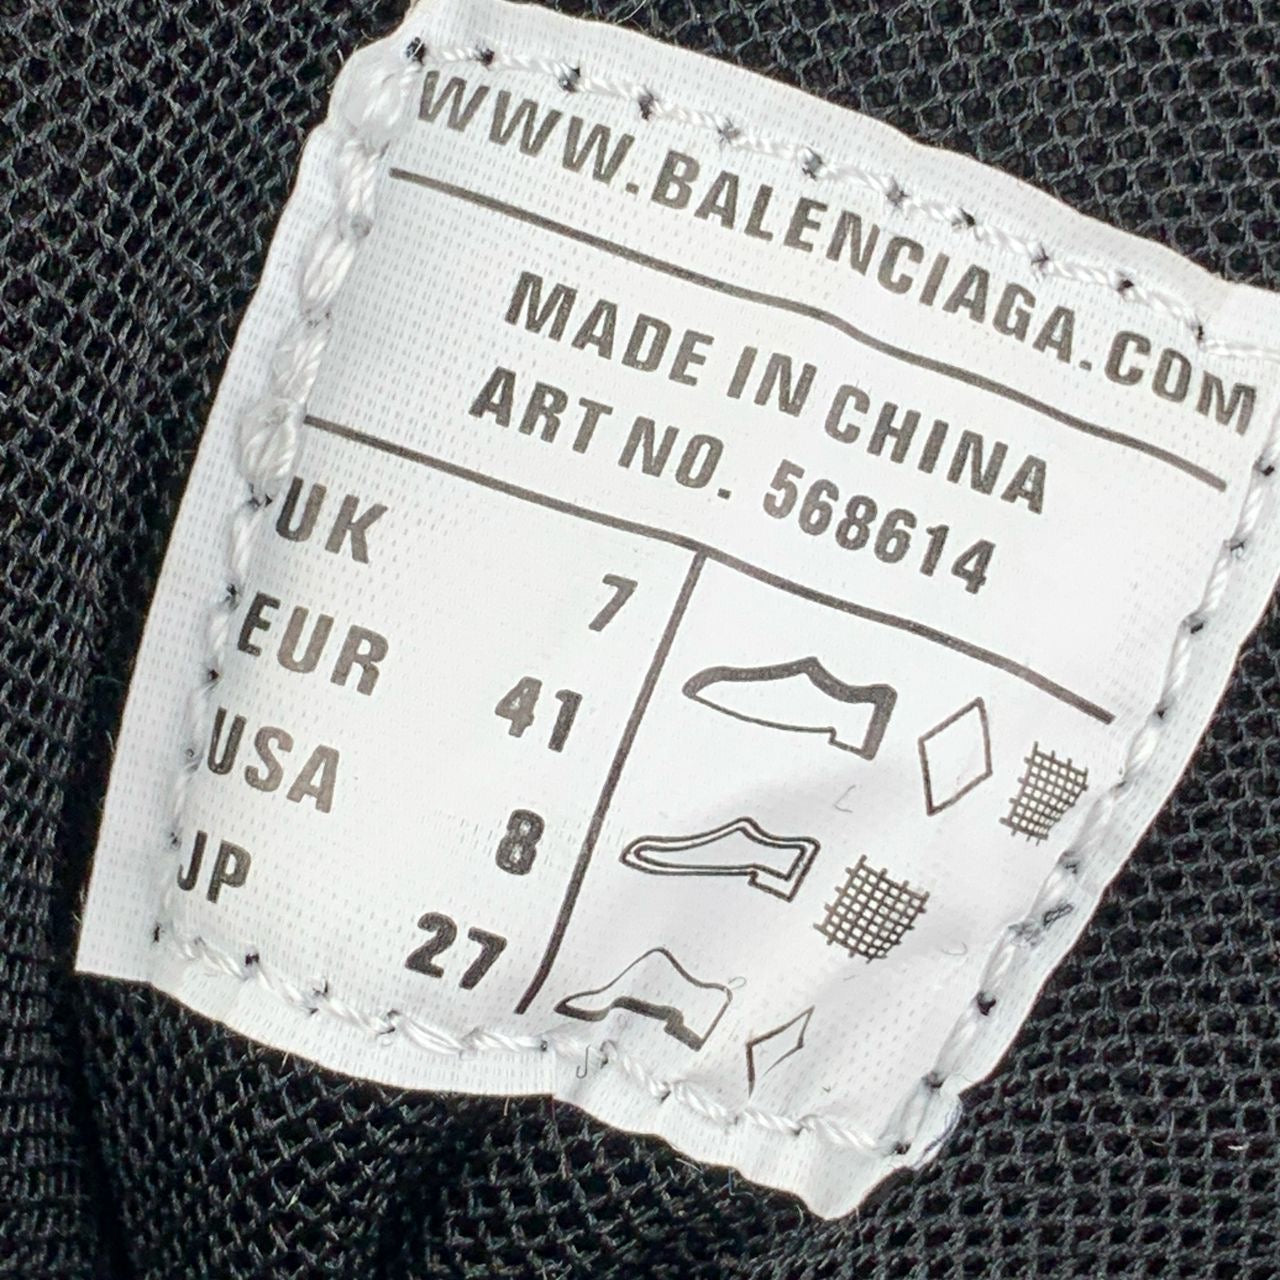 WWW.BALENCIAGA.COM
MADE IN CHINA
ART NO. 568614
UK 7
EUR 41
USA 8
JP 27